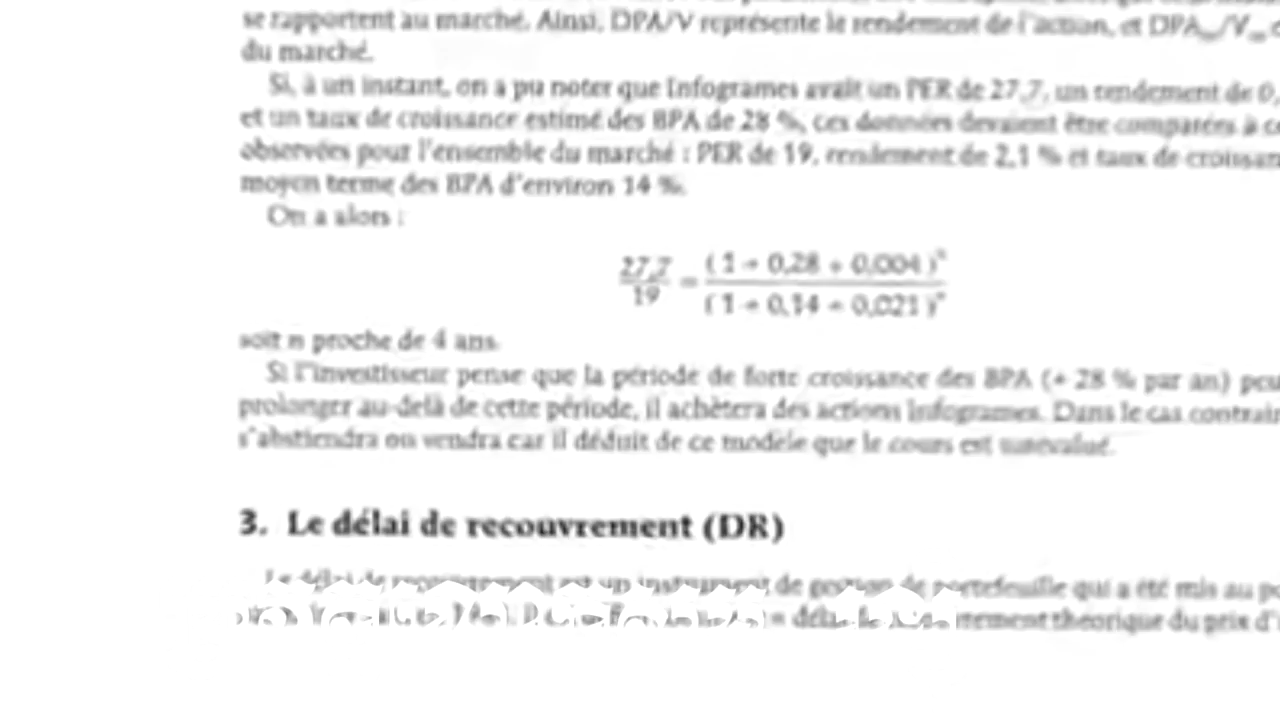 se rapportent au marché. Ainsi, DPA/V représente le rendement de l'action, et DPAₘ/Vₘ
du marché.
Si, à un instant, on a pu noter que Infogrames avait un PER de 27,7, un rendement de 0,
et un taux de croissance estimé des BPA de 28 %, ces données devaient être comparées à
observées pour l'ensemble du marché : PER de 19, rendement de 2,1 % et taux de croissan
moyen terme des BPA d'environ 14 %.
On a alors :
27,7 / 19 = (1 + 0,28 + 0,004)ⁿ / (1 + 0,14 + 0,021)ⁿ
soit n proche de 4 ans.
Si l'investisseur pense que la période de forte croissance des BPA (+ 28 % par an) peu
prolonger au-delà de cette période, il achètera des actions Infogrames. Dans le cas contrair
s'abstiendra ou vendra car il déduit de ce modèle que le cours est surévalué.
3. Le délai de recouvrement (DR)
Le délai de recouvrement est un instrument de gestion de portefeuille qui a été mis au
théorique du prix d'